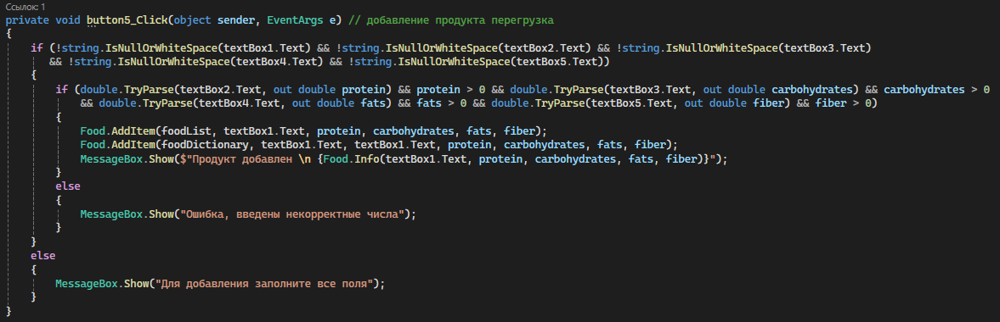 Ссылок: 1
private void button5_Click(object sender, EventArgs e) // добавление продукта перегрузка
{
if (!string.IsNullOrWhiteSpace(textBox1.Text) && !string.IsNullOrWhiteSpace(textBox2.Text) && !string.IsNullOrWhiteSpace(textBox3.Text)
&& !string.IsNullOrWhiteSpace(textBox4.Text) && !string.IsNullOrWhiteSpace(textBox5.Text))
{
if (double.TryParse(textBox2.Text, out double protein) && protein > 0 && double.TryParse(textBox3.Text, out double carbohydrates) && carbohydrates > 0
&& double.TryParse(textBox4.Text, out double fats) && fats > 0 && double.TryParse(textBox5.Text, out double fiber) && fiber > 0)
{
Food.AddItem(foodList, textBox1.Text, protein, carbohydrates, fats, fiber);
Food.AddItem(foodDictionary, textBox1.Text, textBox1.Text, protein, carbohydrates, fats, fiber);
MessageBox.Show($"Продукт добавлен \n {Food.Info(textBox1.Text, protein, carbohydrates, fats, fiber)}");
}
else
{
MessageBox.Show("Ошибка, введены некорректные числа");
}
}
else
{
MessageBox.Show("Для добавления заполните все поля");
}
}